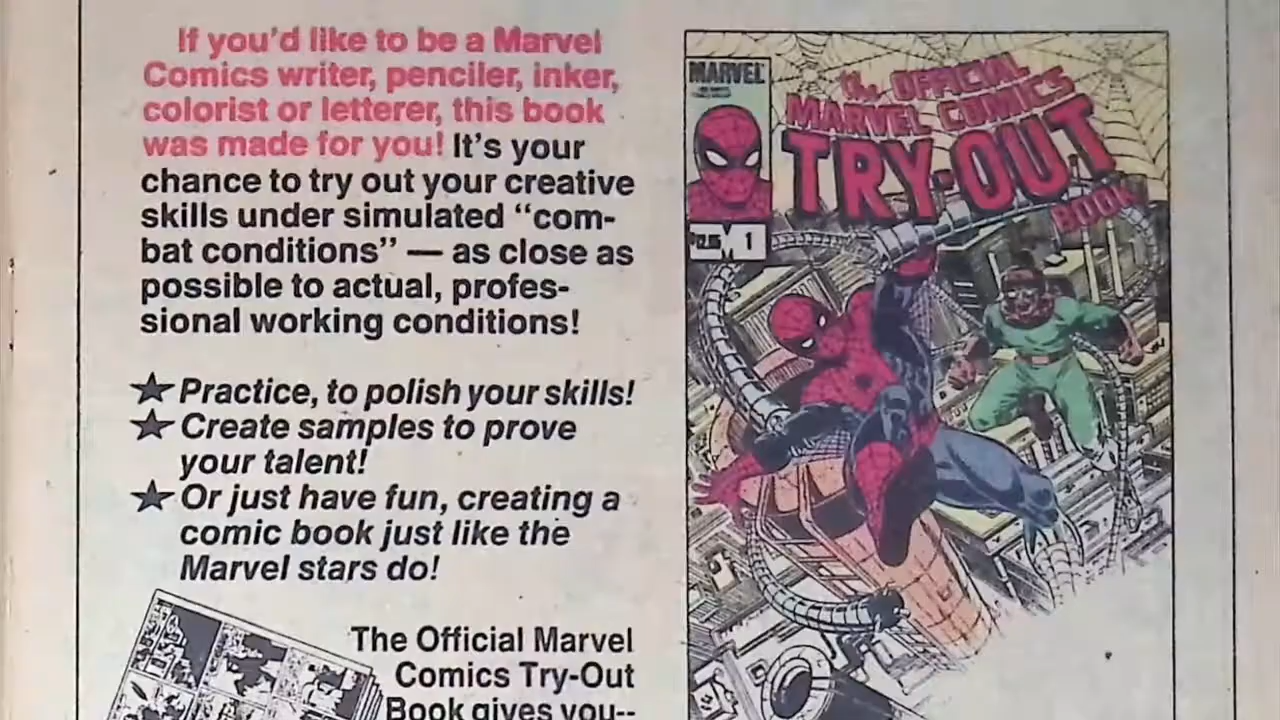 If you'd like to be a Marvel
Comics writer, penciler, inker,
colorist or letterer, this book
was made for you! It's your
chance to try out your creative
skills under simulated “com-
bat conditions” — as close as
possible to actual, profes-
sional working conditions!
★ Practice, to polish your skills!
★ Create samples to prove
your talent!
★ Or just have fun, creating a
comic book just like the
Marvel stars do!
The Official Marvel
Comics Try-Out
Book gives you--
MARVEL
1
the OFFICIAL
MARVEL COMICS
TRY-OUT
BOOK